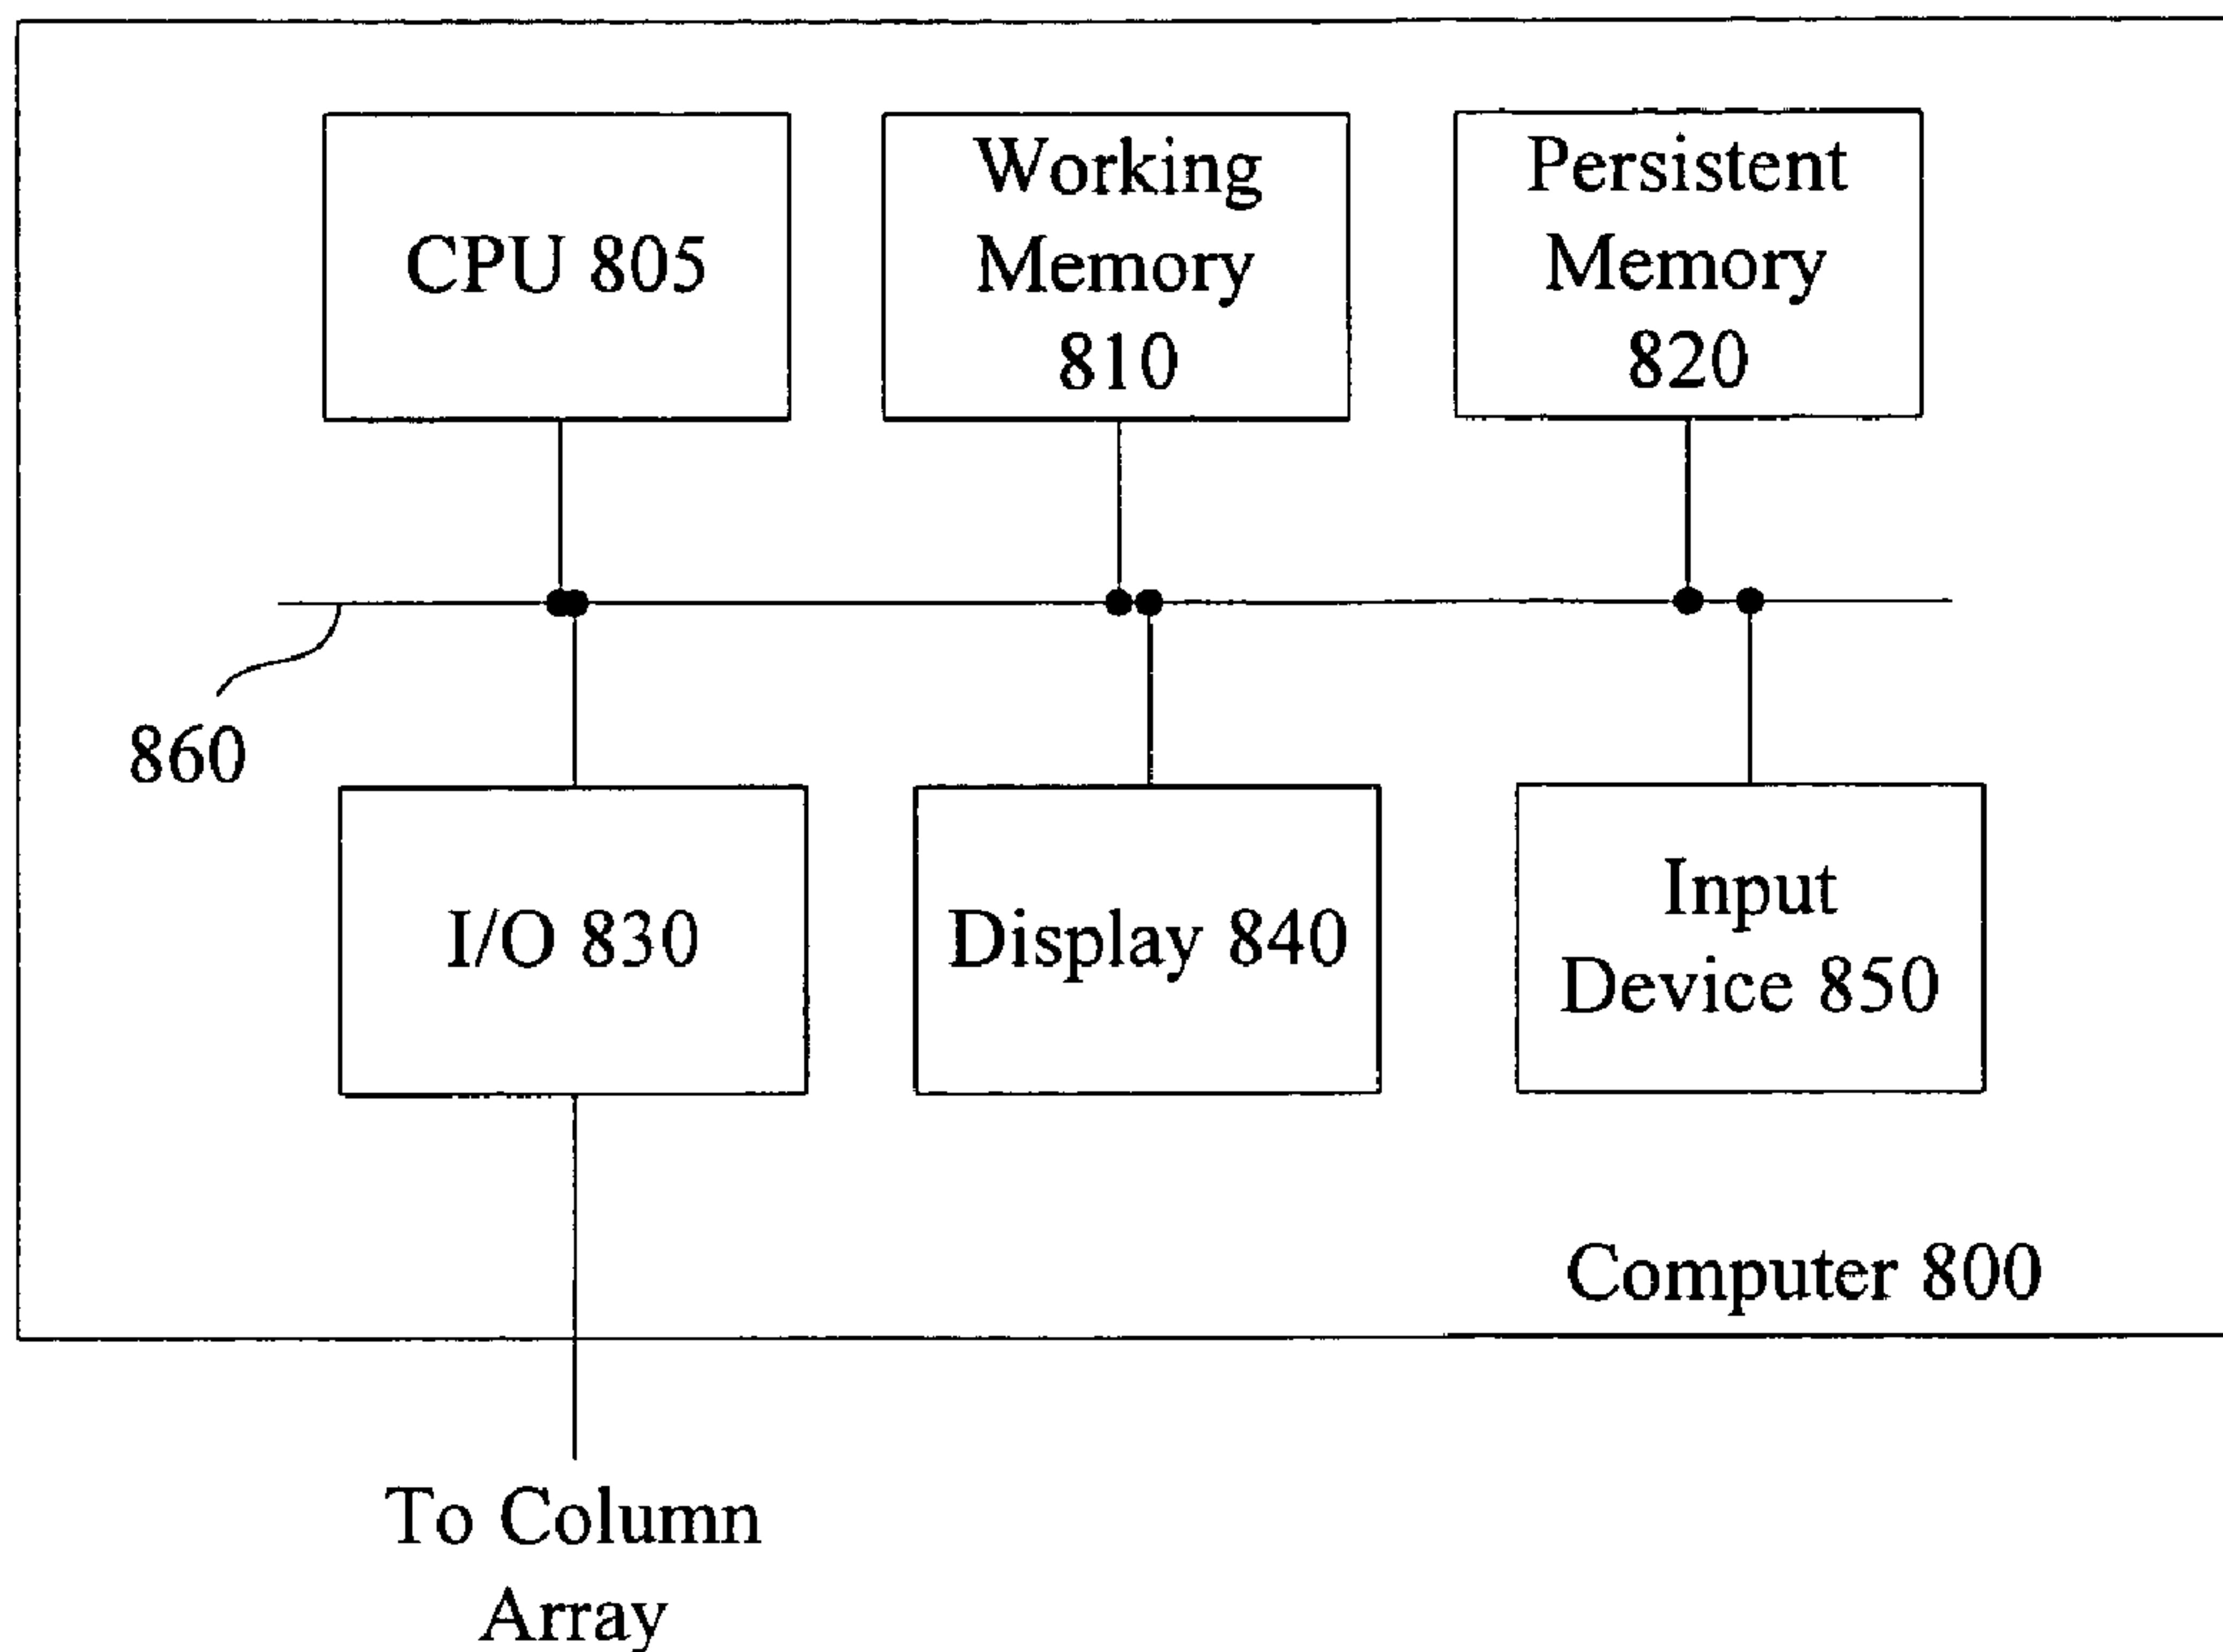 CPU 805
Working
Memory
810
Persistent
Memory
820
860
I/O 830
Display 840
Input
Device 850
Computer 800
To Column
Array